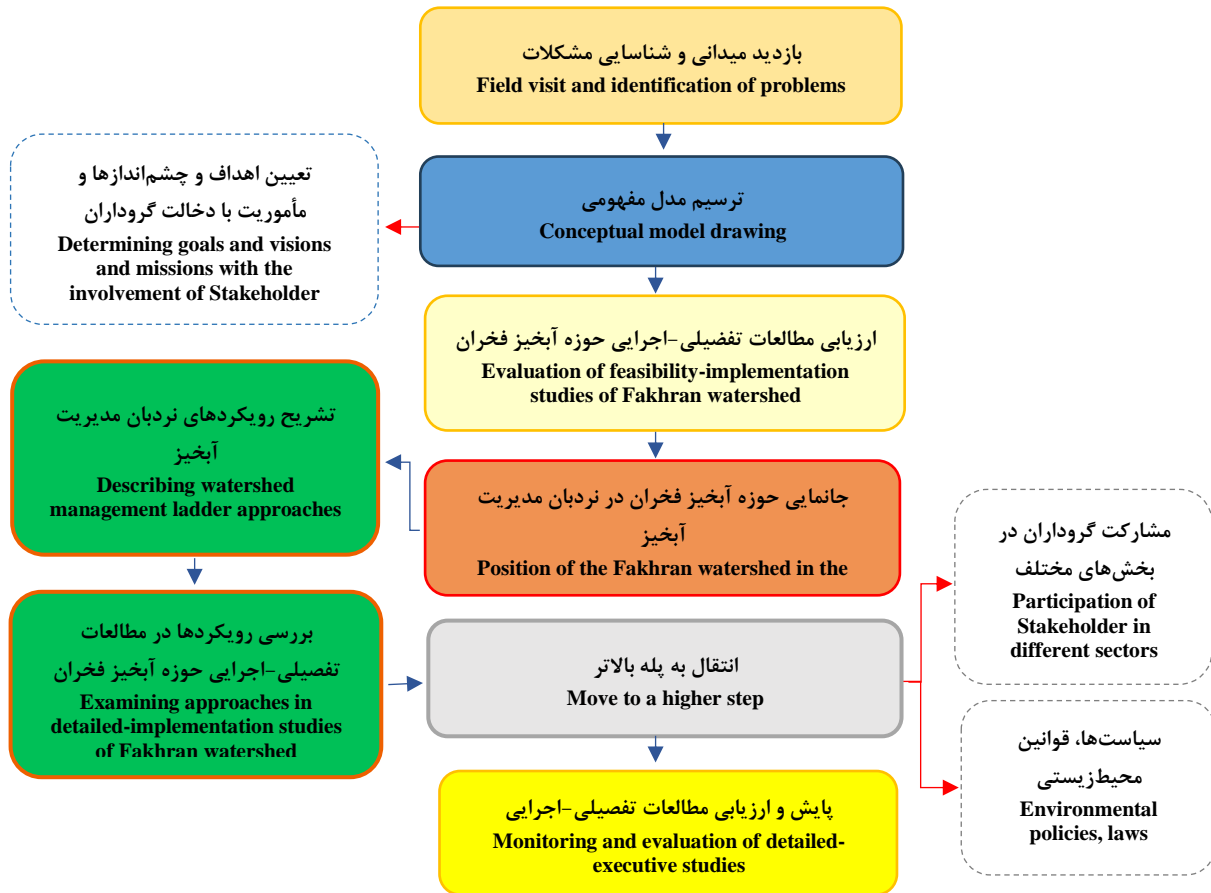 بازدید میدانی و شناسایی مشکلات
Field visit and identification of problems
ترسیم مدل مفهومی
Conceptual model drawing
تعیین اهداف و چشم‌اندازها و
مأموریت با دخالت گروداران
Determining goals and visions
and missions with the
involvement of Stakeholder
ارزیابی مطالعات تفضیلی-اجرایی حوزه آبخیز فخران
Evaluation of feasibility-implementation
studies of Fakhran watershed
جانمایی حوزه آبخیز فخران در نردبان مدیریت
آبخیز
Position of the Fakhran watershed in the
تشریح رویکردهای نردبان مدیریت
آبخیز
Describing watershed
management ladder approaches
بررسی رویکردها در مطالعات
تفصیلی-اجرایی حوزه آبخیز فخران
Examining approaches in
detailed-implementation studies
of Fakhran watershed
انتقال به پله بالاتر
Move to a higher step
مشارکت گروداران در
بخش‌های مختلف
Participation of
Stakeholder in
different sectors
سیاست‌ها، قوانین
محیط‌زیستی
Environmental
policies, laws
پایش و ارزیابی مطالعات تفصیلی-اجرایی
Monitoring and evaluation of detailed-
executive studies